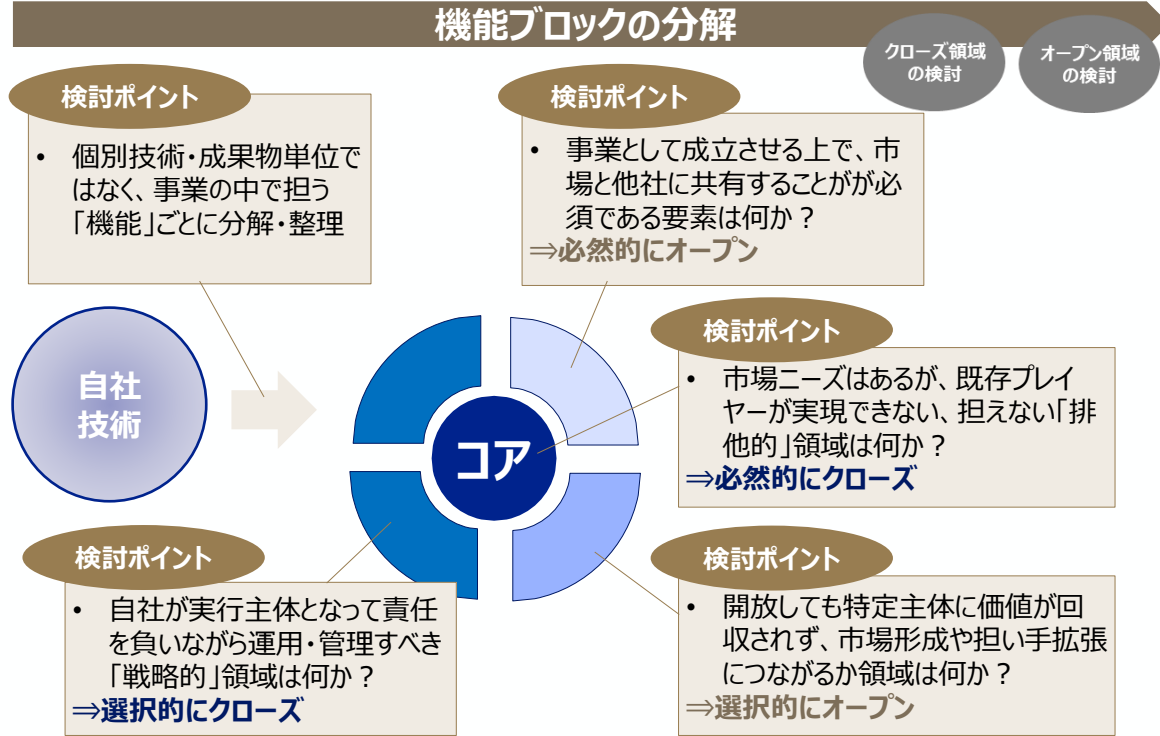 機能ブロックの分解
クローズ領域
の検討
オープン領域
の検討
検討ポイント
• 個別技術・成果物単位で
はなく、事業の中で担う
「機能」ごとに分解・整理
検討ポイント
• 事業として成立させる上で、市
場と他社に共有することがが必
須である要素は何か？
⇒必然的にオープン
自社
技術
コア
検討ポイント
• 市場ニーズはあるが、既存プレイ
ヤーが実現できない、担えない「排
他的」領域は何か？
⇒必然的にクローズ
検討ポイント
• 自社が実行主体となって責任
を負いながら運用・管理すべき
「戦略的」領域は何か？
⇒選択的にクローズ
検討ポイント
• 開放しても特定主体に価値が回
収されず、市場形成や担い手拡張
につながるか領域は何か？
⇒選択的にオープン